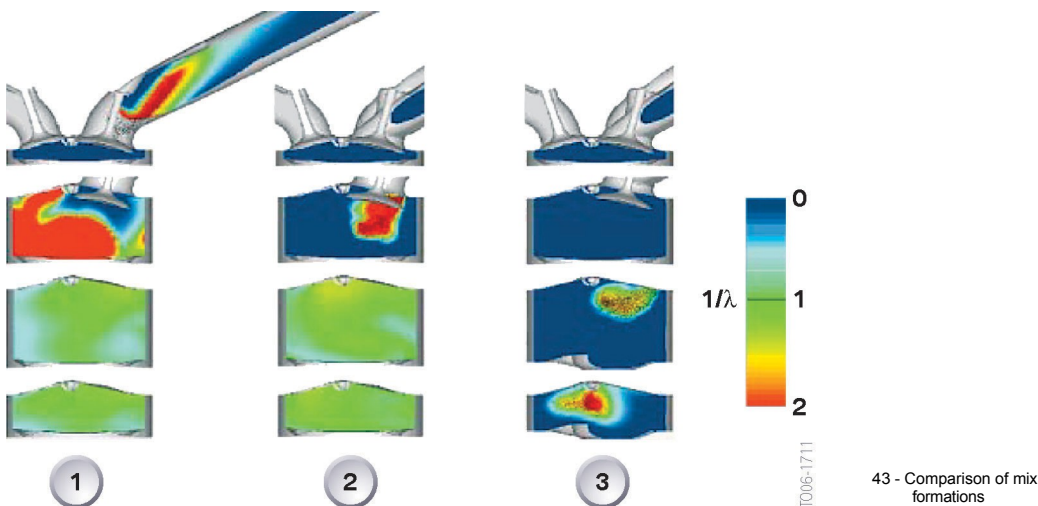 0
1/λ 1
2
1
2
3
T006-1711
43 - Comparison of mix
formations